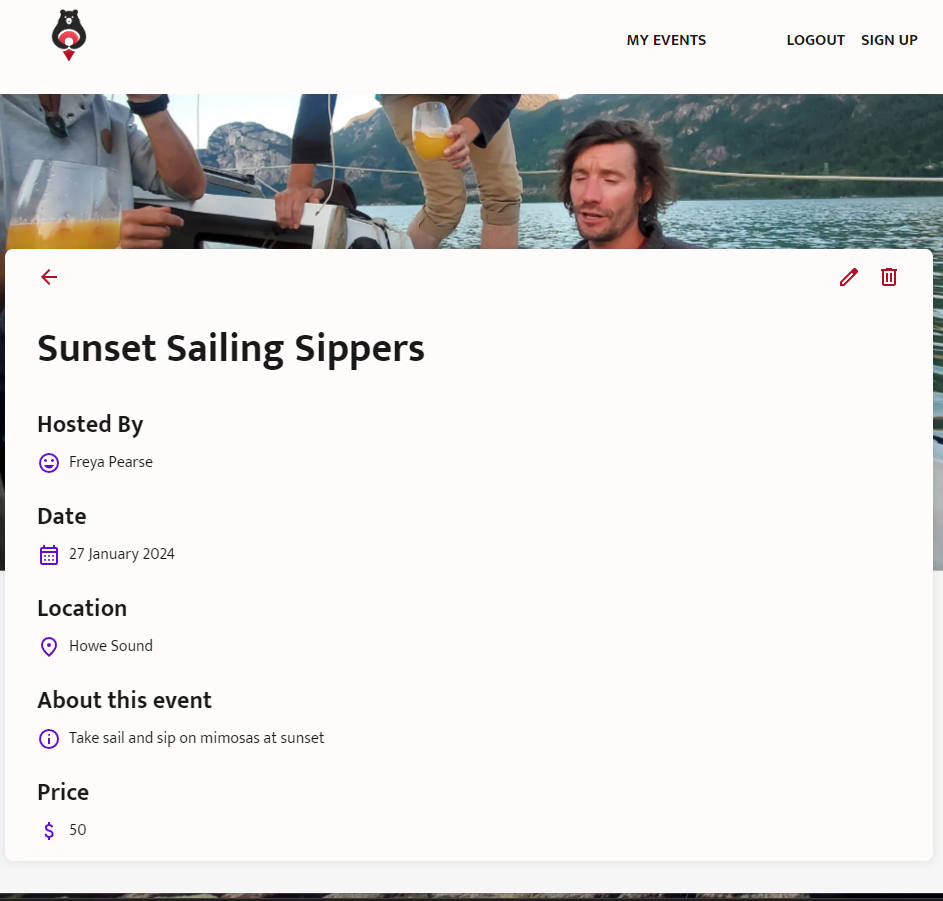 MY EVENTS LOGOUT SIGN UP
Sunset Sailing Sippers
Hosted By
Freya Pearse
Date
27 January 2024
Location
Howe Sound
About this event
Take sail and sip on mimosas at sunset
Price
$ 50